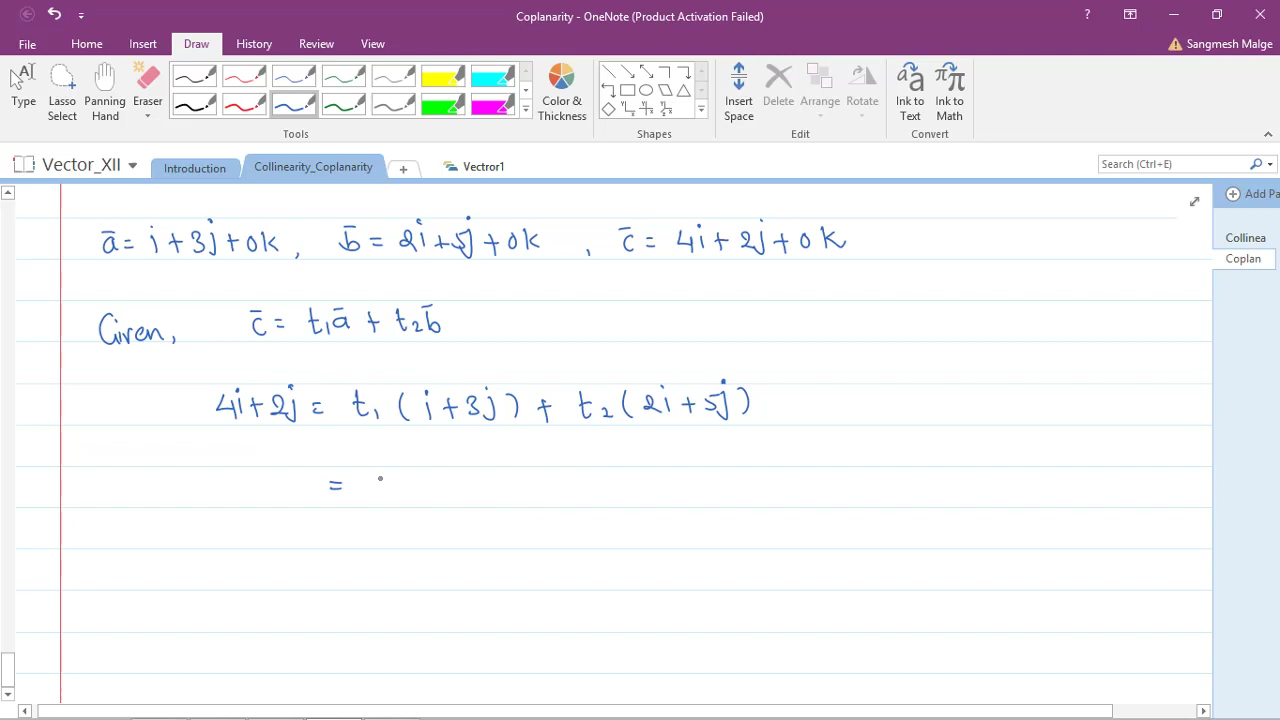 Coplanarity - OneNote (Product Activation Failed)
File Home Insert Draw History Review View Sangmesh Malge
Type
Lasso Select
Panning Hand
Eraser
Color & Thickness
Insert Space
Delete
Arrange
Rotate
Ink to Text
Ink to Math
Tools
Shapes
Edit
Convert
Vector_XII Introduction Collinearity_Coplanarity Vectror1 Search (Ctrl+E)
Add Pa
Collinea
Coplan
a̅ = i + 3j + 0k , b̅ = 2i + 5j + 0k , c̅ = 4i + 2j + 0k
Given, c̅ = t₁a̅ + t₂b̅
4i + 2j = t₁ ( i + 3j ) + t₂ ( 2i + 5j )
=